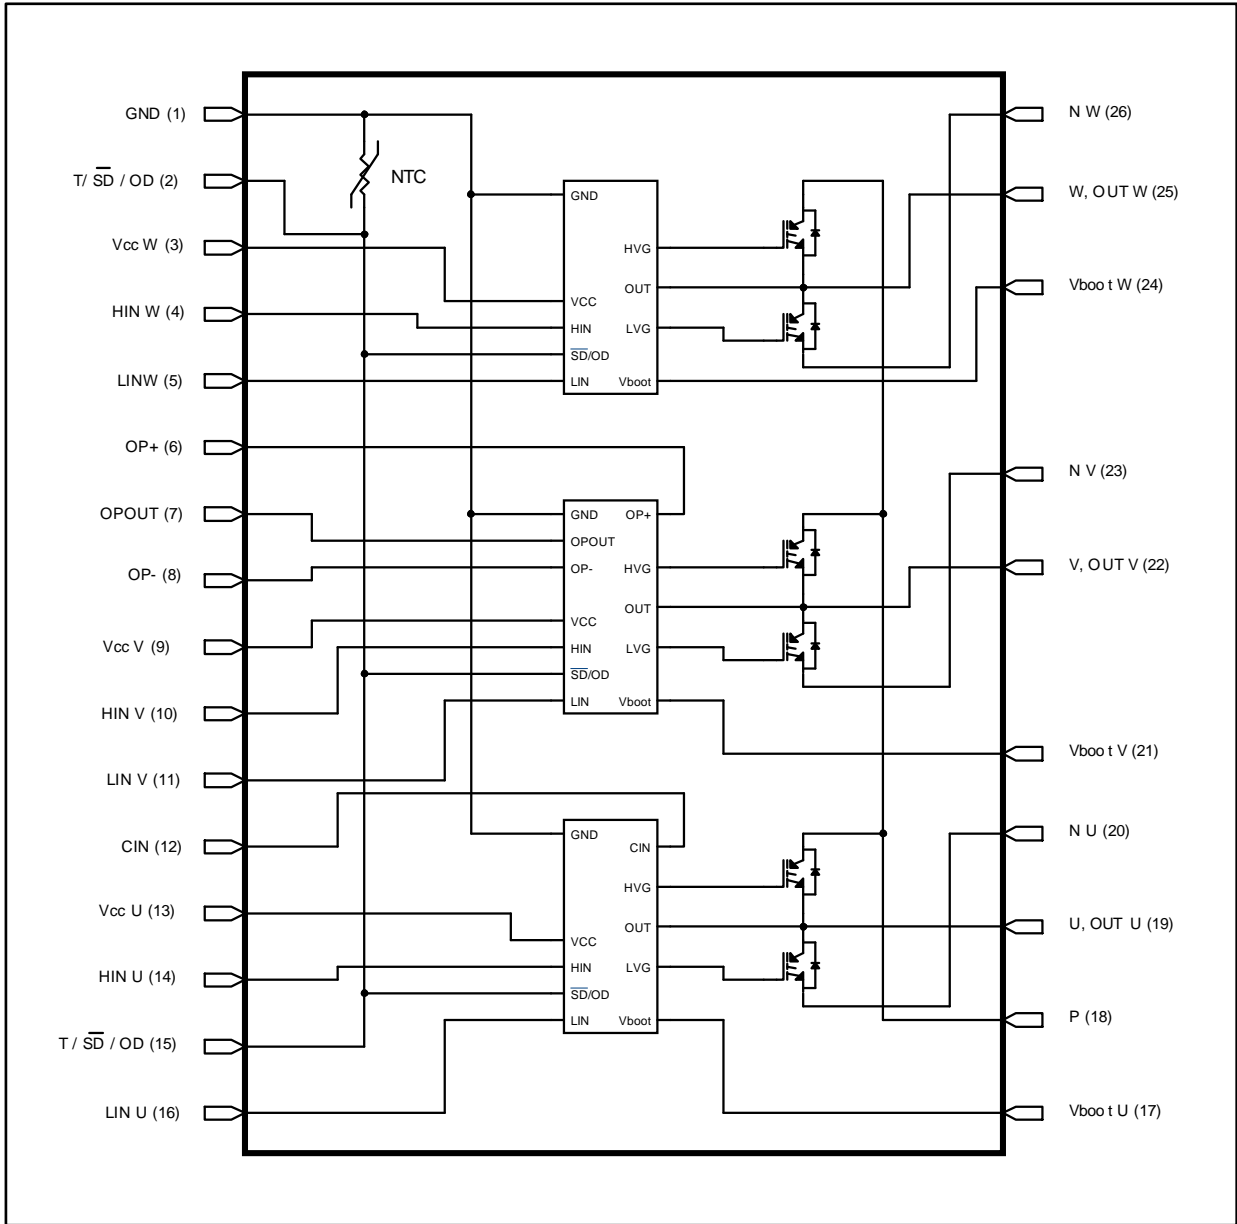 GND (1)
T/ SD / OD (2)
Vcc W (3)
HIN W (4)
LINW (5)
OP+ (6)
OPOUT (7)
OP- (8)
Vcc V (9)
HIN V (10)
LIN V (11)
CIN (12)
Vcc U (13)
HIN U (14)
T / SD / OD (15)
LIN U (16)
NTC
GND
HVG
OUT
VCC
HIN
LVG
SD/OD
LIN
Vboot
GND
OP+
OPOUT
OP-
HVG
OUT
VCC
HIN
LVG
SD/OD
LIN
Vboot
GND
CIN
HVG
OUT
VCC
HIN
LVG
SD/OD
LIN
Vboot
N W (26)
W, OUT W (25)
Vboo t W (24)
N V (23)
V, OUT V (22)
Vboo t V (21)
N U (20)
U, OUT U (19)
P (18)
Vboo t U (17)